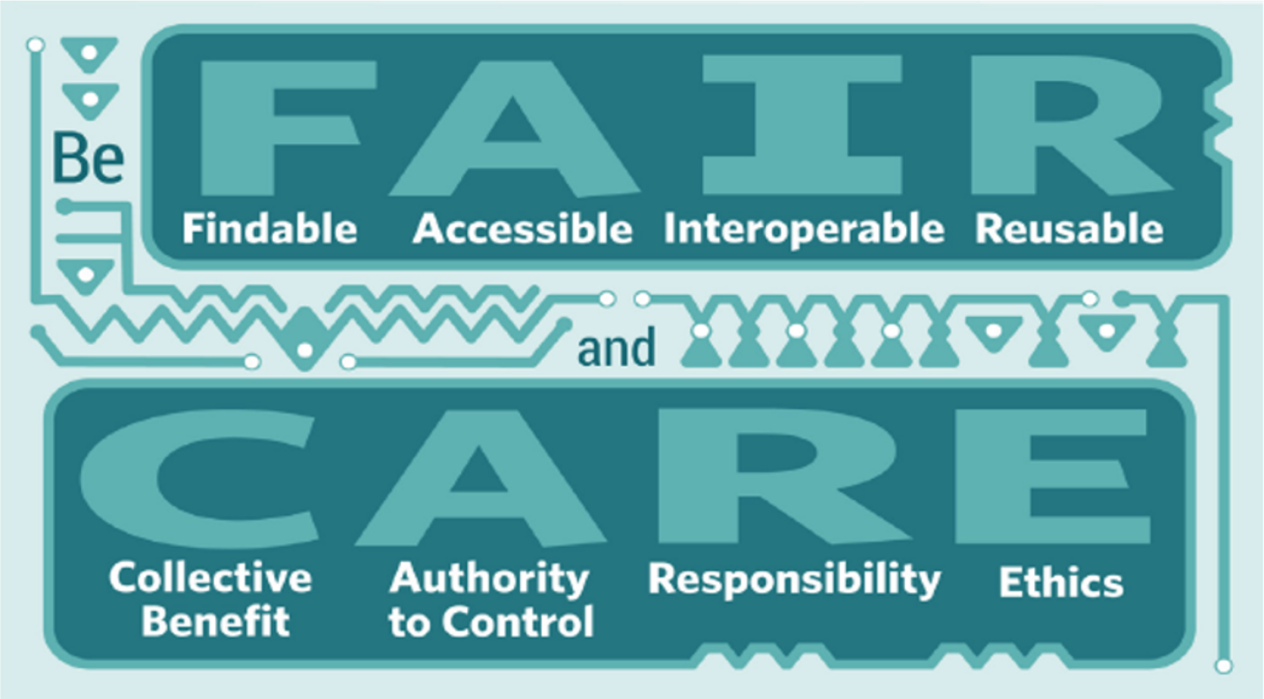 Be
FAIR
Findable Accessible Interoperable Reusable
and
CARE
Collective Benefit Authority to Control Responsibility Ethics